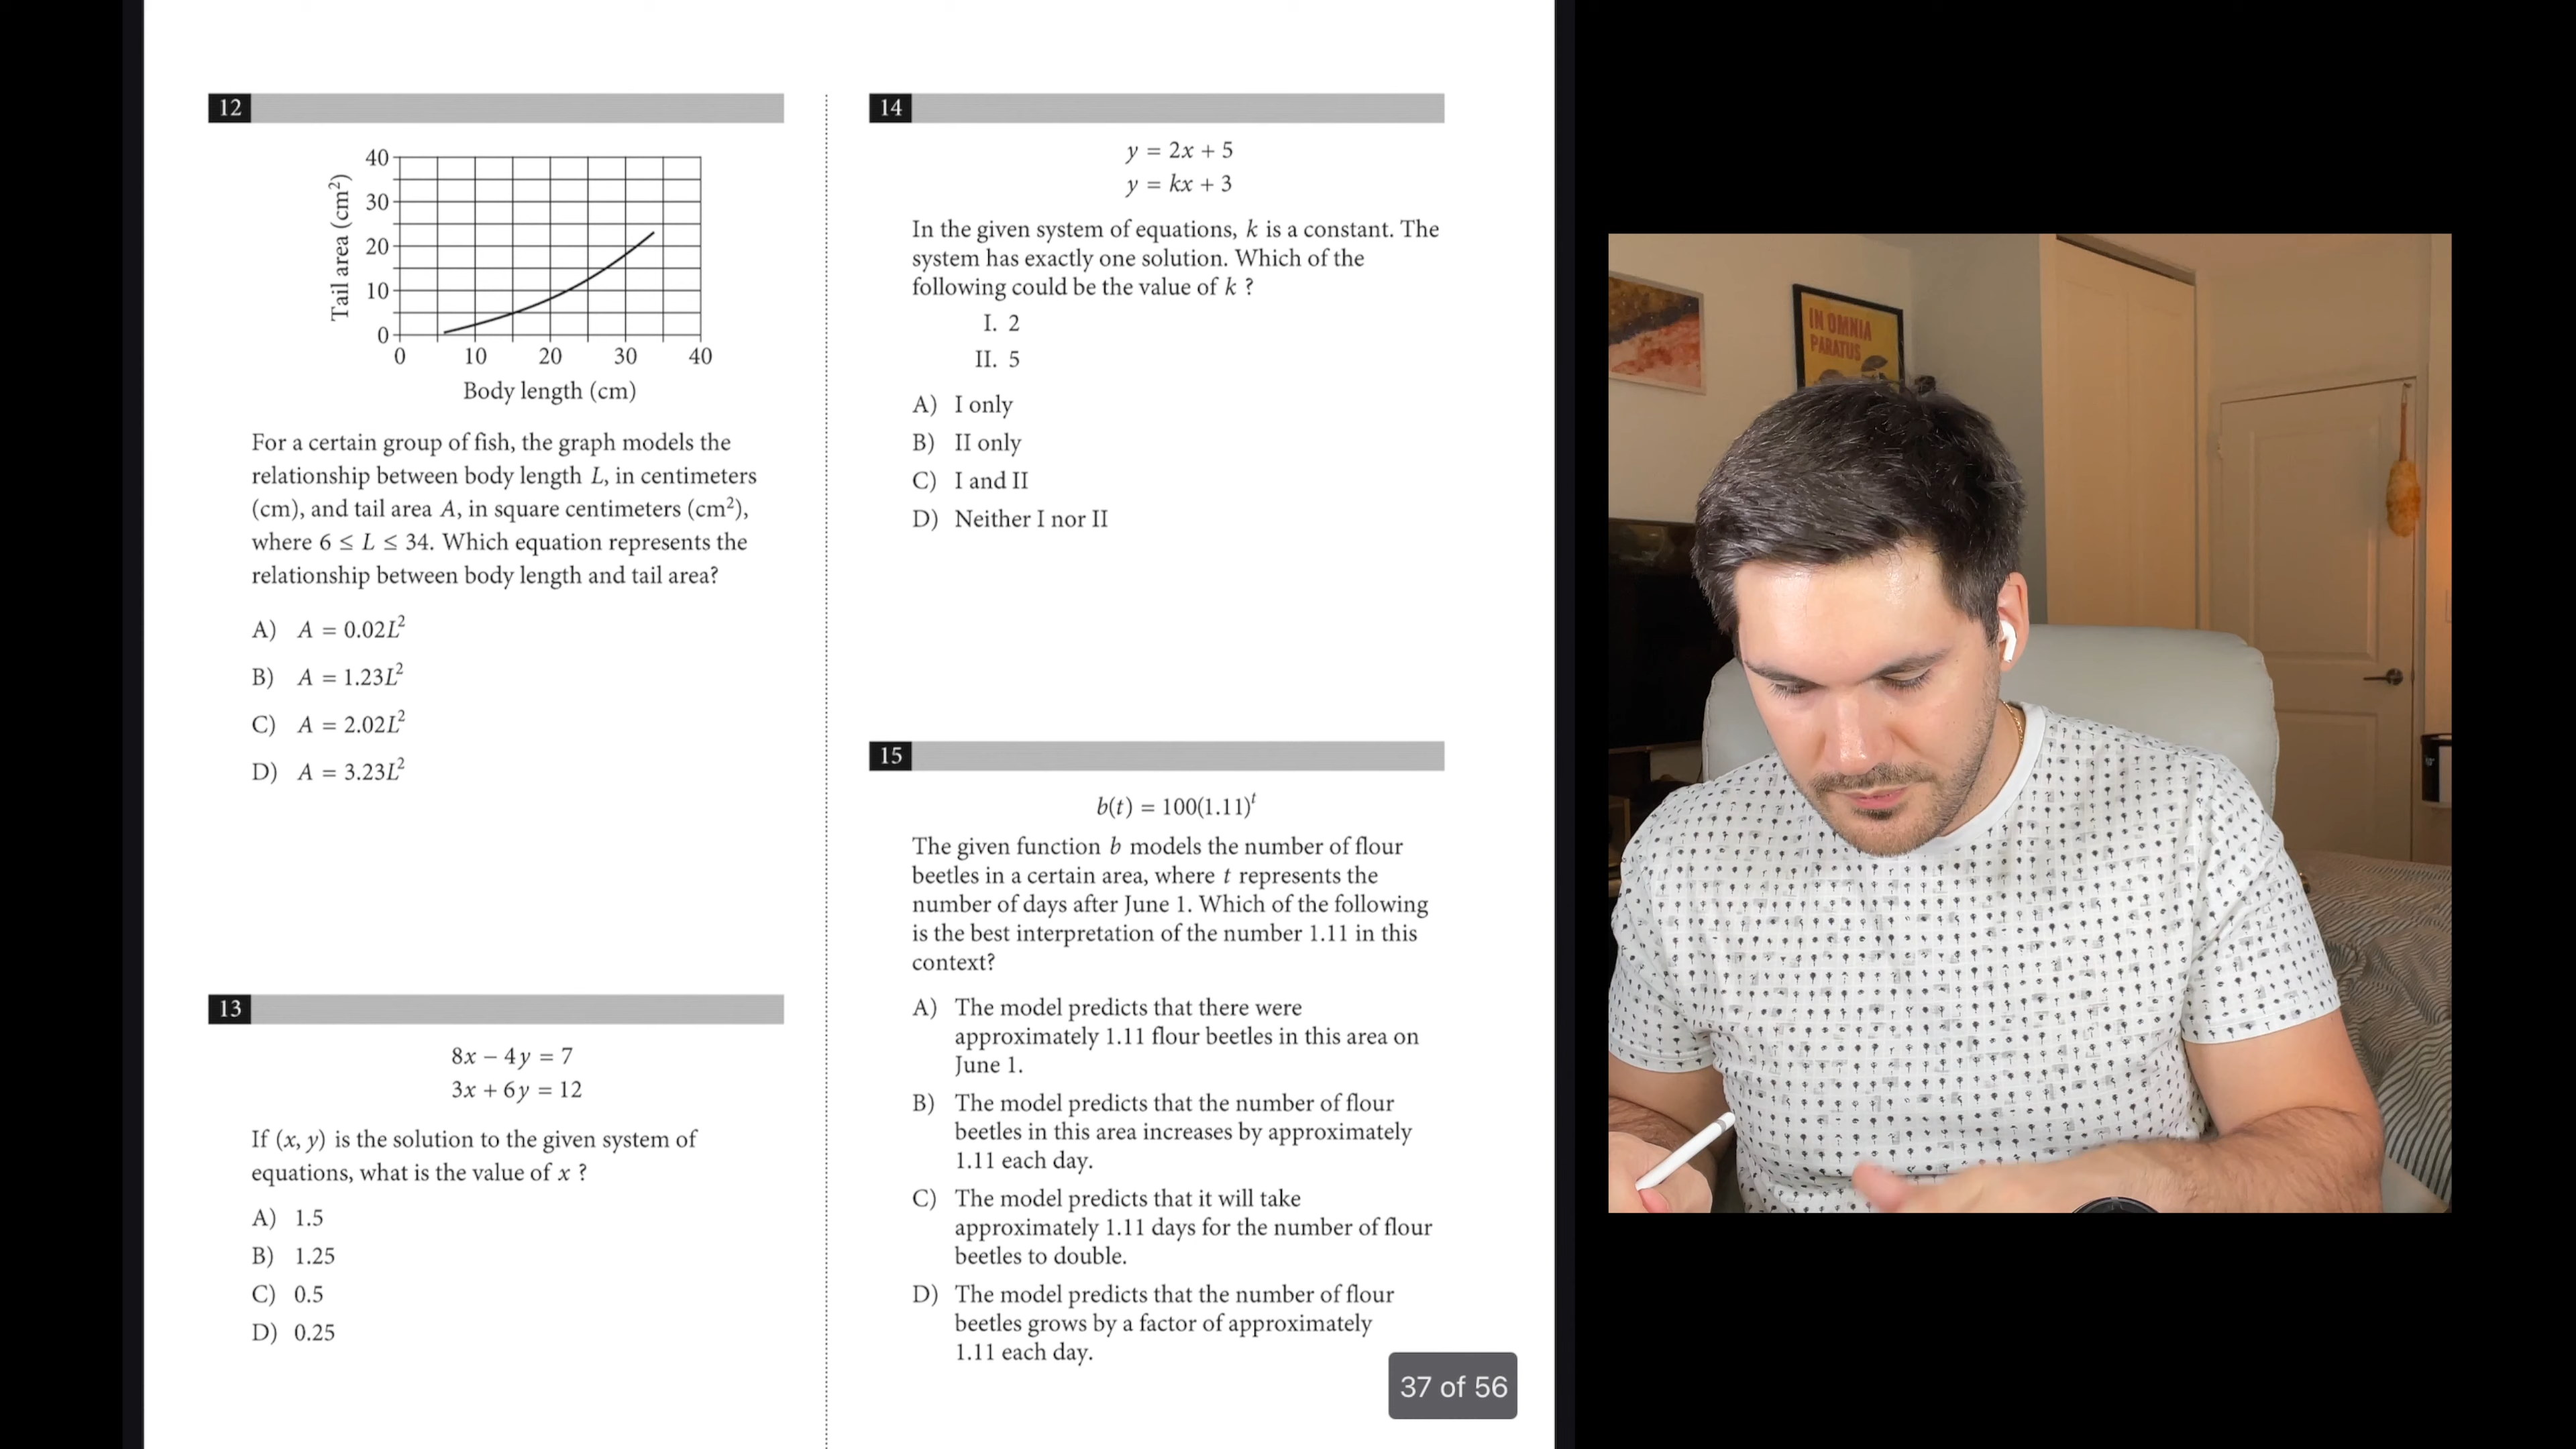 12
40
30
20
10
0
0 10 20 30 40
Tail area (cm²)
Body length (cm)
For a certain group of fish, the graph models the
relationship between body length L, in centimeters
(cm), and tail area A, in square centimeters (cm²),
where 6 ≤ L ≤ 34. Which equation represents the
relationship between body length and tail area?
A) A = 0.02L²
B) A = 1.23L²
C) A = 2.02L²
D) A = 3.23L²
13
8x − 4y = 7
3x + 6y = 12
If (x, y) is the solution to the given system of
equations, what is the value of x ?
A) 1.5
B) 1.25
C) 0.5
D) 0.25
14
y = 2x + 5
y = kx + 3
In the given system of equations, k is a constant. The
system has exactly one solution. Which of the
following could be the value of k ?
I. 2
II. 5
A) I only
B) II only
C) I and II
D) Neither I nor II
15
b(t) = 100(1.11)ᵗ
The given function b models the number of flour
beetles in a certain area, where t represents the
number of days after June 1. Which of the following
is the best interpretation of the number 1.11 in this
context?
A) The model predicts that there were
approximately 1.11 flour beetles in this area on
June 1.
B) The model predicts that the number of flour
beetles in this area increases by approximately
1.11 each day.
C) The model predicts that it will take
approximately 1.11 days for the number of flour
beetles to double.
D) The model predicts that the number of flour
beetles grows by a factor of approximately
1.11 each day.
37 of 56
IN OMNIA
PARATUS